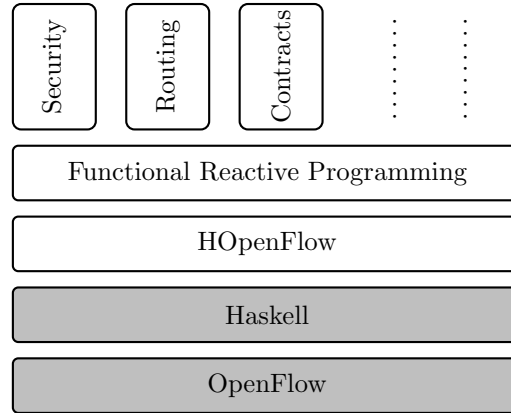 Security
Routing
Contracts
Functional Reactive Programming
HOpenFlow
Haskell
OpenFlow